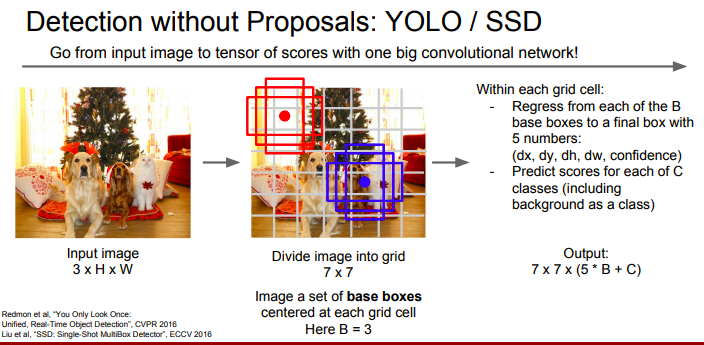 Detection without Proposals: YOLO / SSD
Go from input image to tensor of scores with one big convolutional network!
Input image
3 x H x W
Divide image into grid
7 x 7
Image a set of base boxes
centered at each grid cell
Here B = 3
Within each grid cell:
- Regress from each of the B
base boxes to a final box with
5 numbers:
(dx, dy, dh, dw, confidence)
- Predict scores for each of C
classes (including
background as a class)
Output:
7 x 7 x (5 * B + C)
Redmon et al, “You Only Look Once:
Unified, Real-Time Object Detection”, CVPR 2016
Liu et al, “SSD: Single-Shot MultiBox Detector”, ECCV 2016